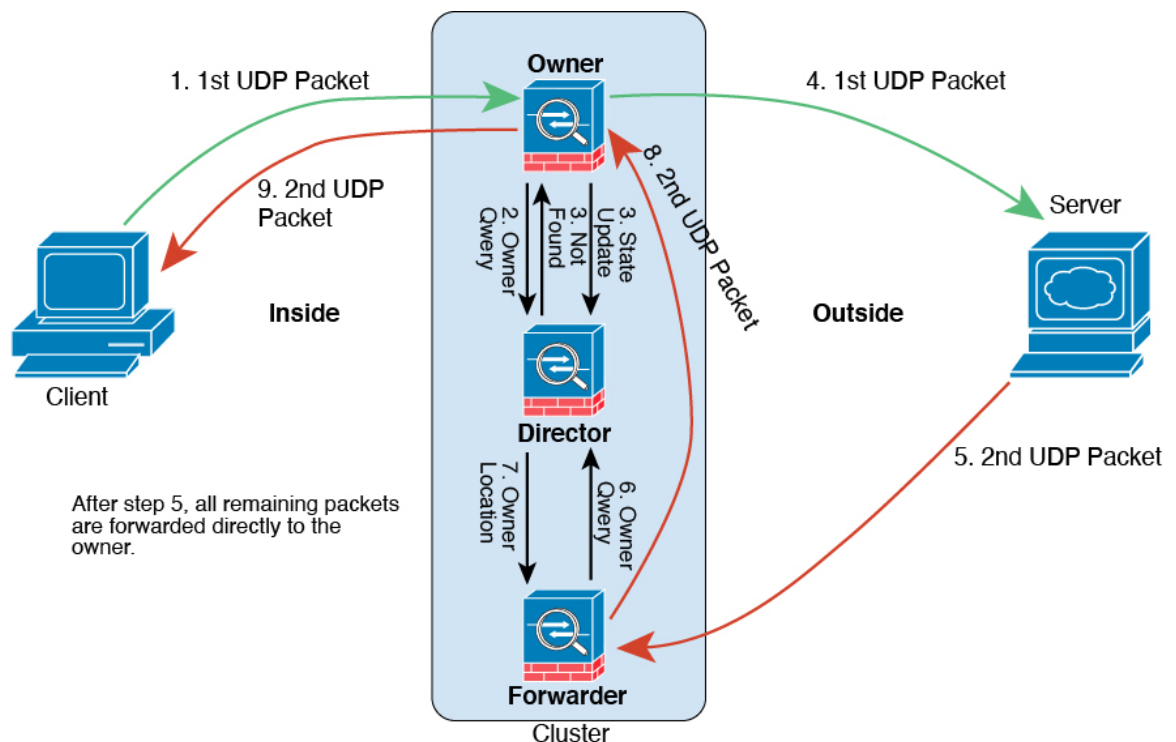 Owner
1. 1st UDP Packet
4. 1st UDP Packet
9. 2nd UDP
Packet
2. Owner
Qwery
3. Not
Found
3. State
Update
8. 2nd UDP Packet
Server
Inside
Outside
Client
Director
7. Owner
Location
6. Owner
Qwery
5. 2nd UDP Packet
After step 5, all remaining packets
are forwarded directly to the
owner.
Forwarder
Cluster